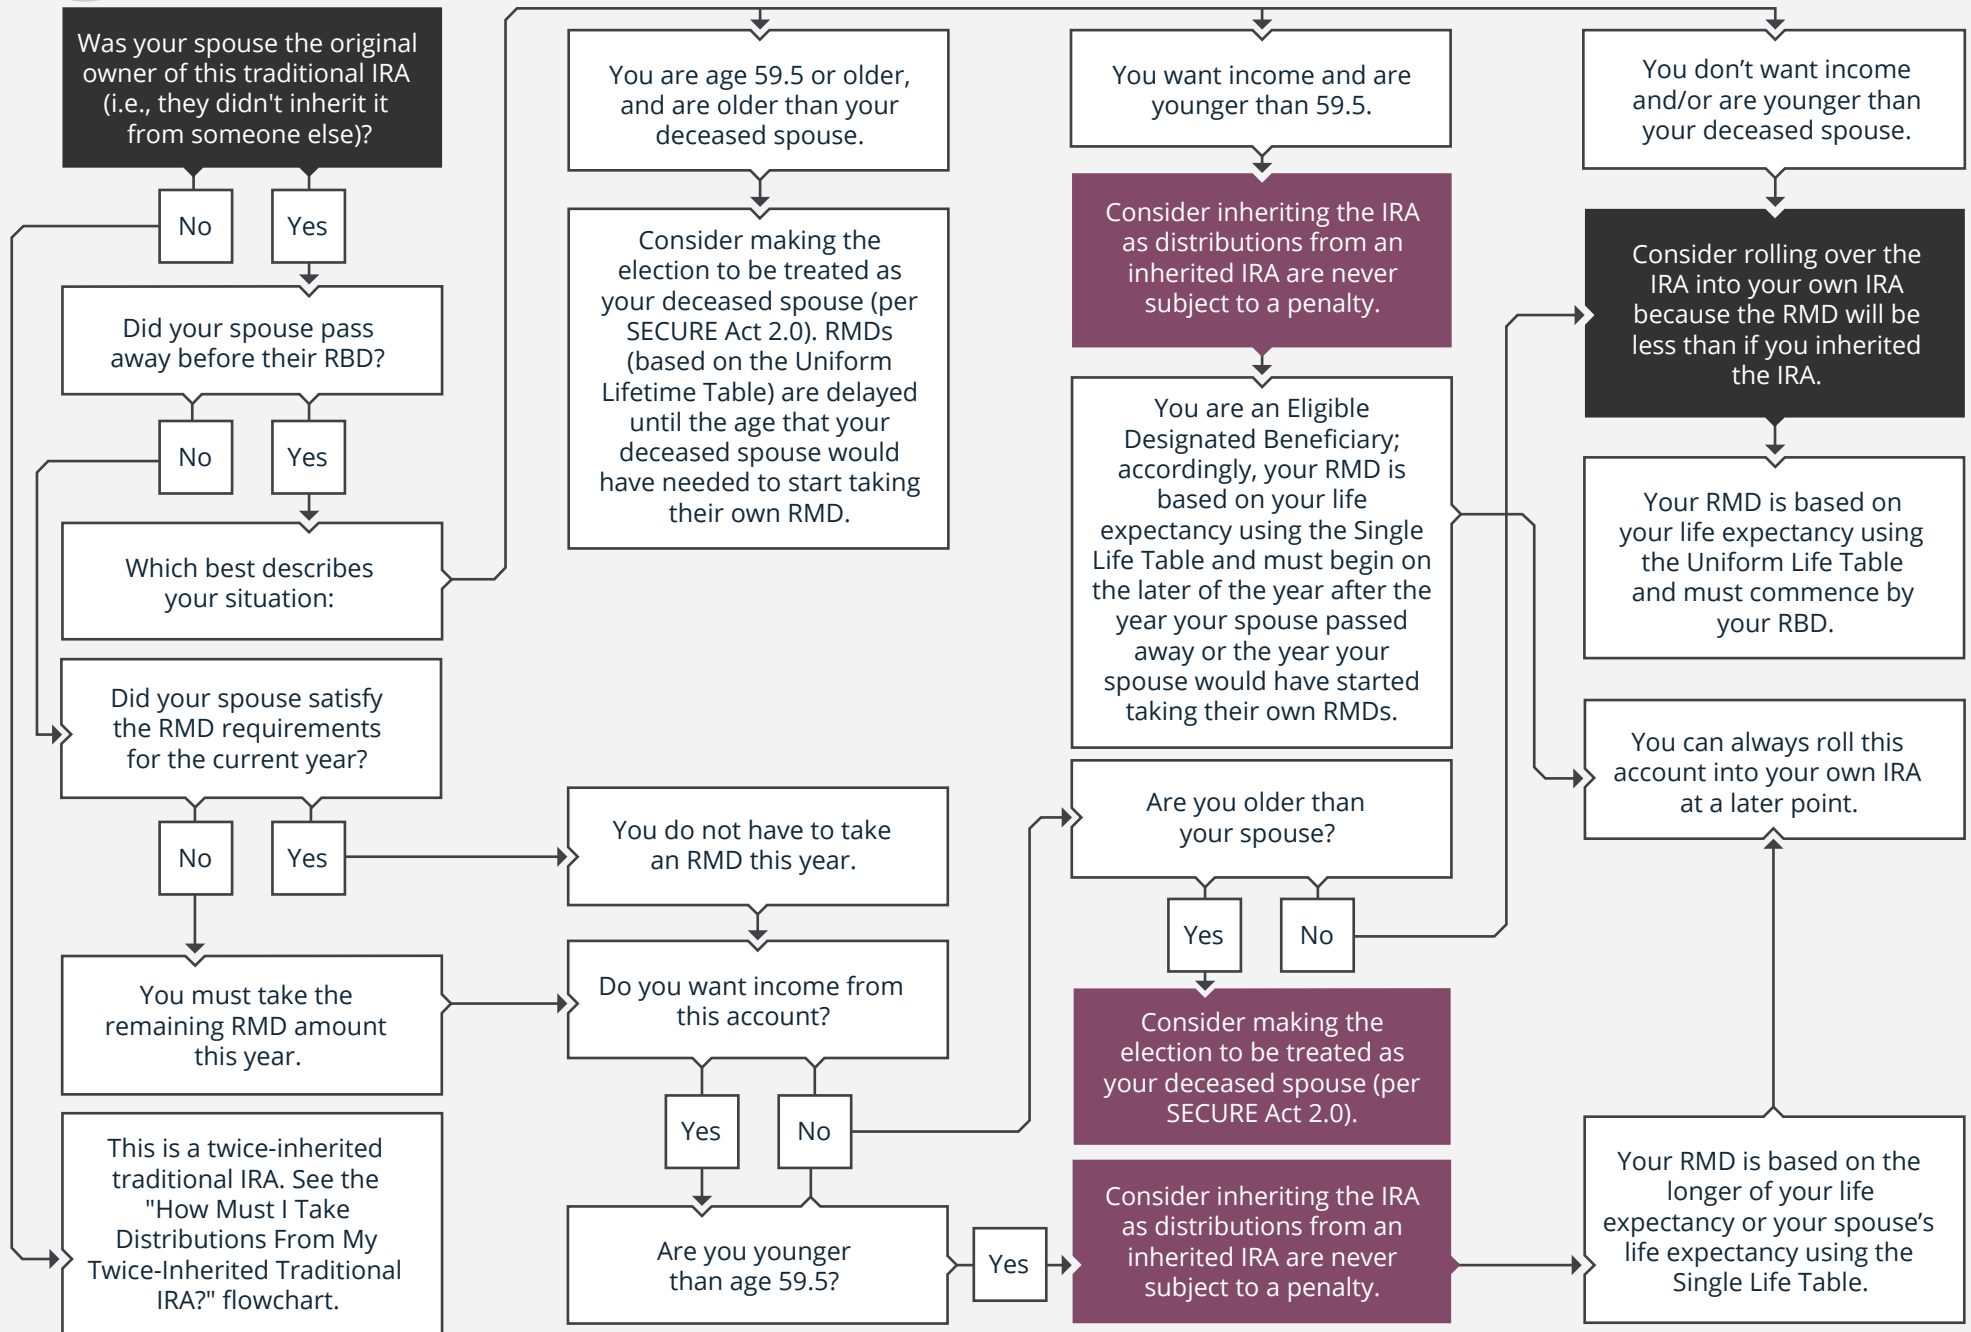 Was your spouse the original
owner of this traditional IRA
(i.e., they didn't inherit it
from someone else)?
No
Yes
Did your spouse pass
away before their RBD?
No
Yes
Which best describes
your situation:
You are age 59.5 or older,
and are older than your
deceased spouse.
Consider making the
election to be treated as
your deceased spouse (per
SECURE Act 2.0). RMDs
(based on the Uniform
Lifetime Table) are delayed
until the age that your
deceased spouse would
have needed to start taking
their own RMD.
You want income and are
younger than 59.5.
Consider inheriting the IRA
as distributions from an
inherited IRA are never
subject to a penalty.
You are an Eligible
Designated Beneficiary;
accordingly, your RMD is
based on your life
expectancy using the Single
Life Table and must begin on
the later of the year after the
year your spouse passed
away or the year your
spouse would have started
taking their own RMDs.
You don’t want income
and/or are younger than
your deceased spouse.
Consider rolling over the
IRA into your own IRA
because the RMD will be
less than if you inherited
the IRA.
Your RMD is based on
your life expectancy using
the Uniform Life Table
and must commence by
your RBD.
You can always roll this
account into your own IRA
at a later point.
Did your spouse satisfy
the RMD requirements
for the current year?
No
Yes
You must take the
remaining RMD amount
this year.
This is a twice-inherited
traditional IRA. See the
"How Must I Take
Distributions From My
Twice-Inherited Traditional
IRA?" flowchart.
You do not have to take
an RMD this year.
Do you want income from
this account?
Yes
No
Are you younger
than age 59.5?
Yes
Are you older than
your spouse?
Yes
No
Consider making the
election to be treated as
your deceased spouse (per
SECURE Act 2.0).
Consider inheriting the IRA
as distributions from an
inherited IRA are never
subject to a penalty.
Your RMD is based on the
longer of your life
expectancy or your spouse’s
life expectancy using the
Single Life Table.